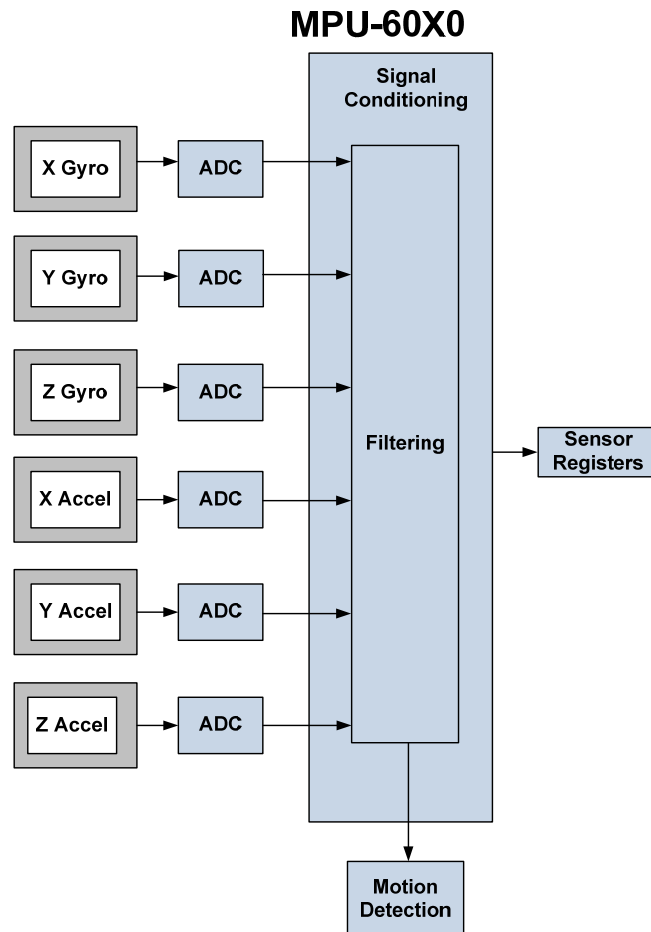 MPU-60X0
Signal
Conditioning
X Gyro
ADC
Y Gyro
ADC
Z Gyro
ADC
Filtering
Sensor
Registers
X Accel
ADC
Y Accel
ADC
Z Accel
ADC
Motion
Detection